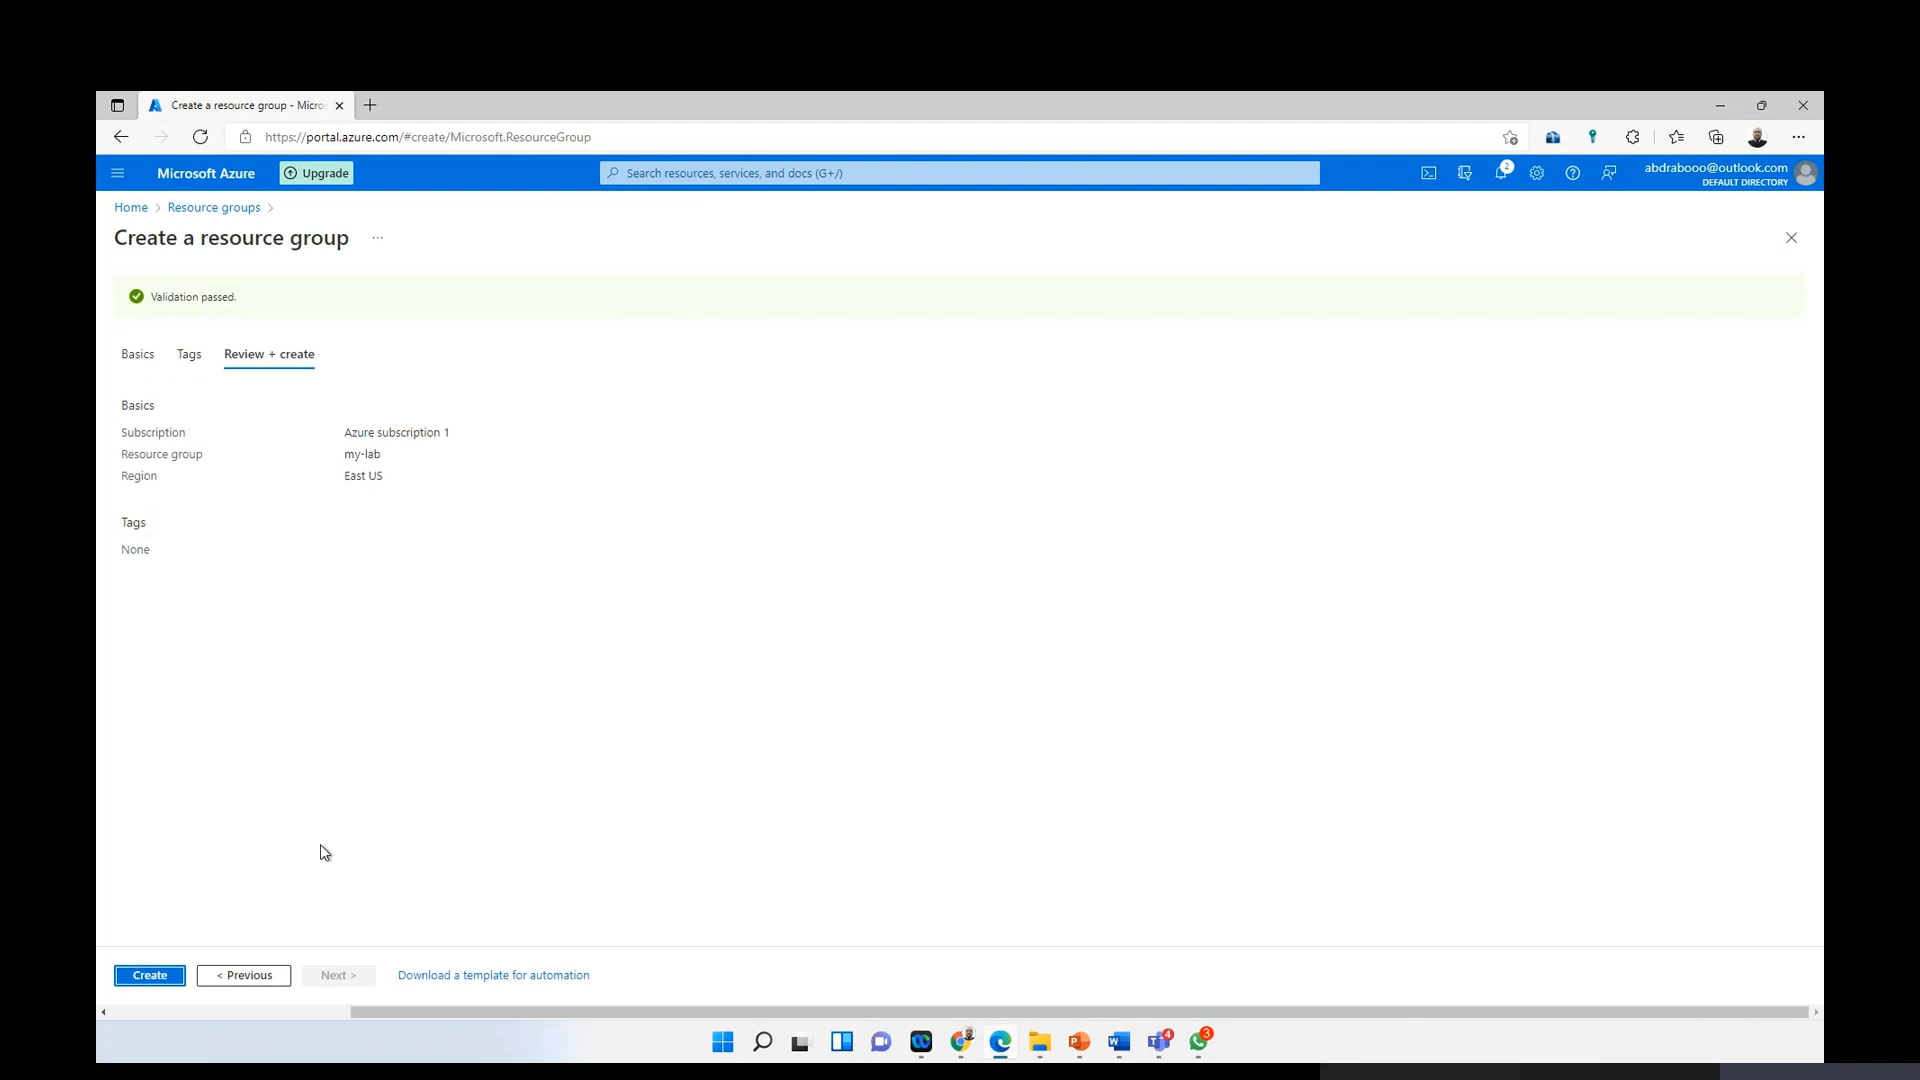 Create a resource group - Micro
https://portal.azure.com/#create/Microsoft.ResourceGroup
Microsoft Azure
Upgrade
Search resources, services, and docs (G+/)
2
abdrabooo@outlook.com
DEFAULT DIRECTORY
Home > Resource groups >
Create a resource group ...
Validation passed.
Basics Tags Review + create
Basics
Subscription Azure subscription 1
Resource group my-lab
Region East US
Tags
None
Create < Previous Next > Download a template for automation
4
3